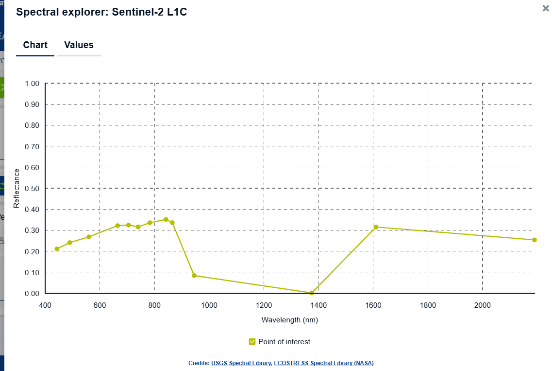 Spectral explorer: Sentinel-2 L1C
Chart Values
1.00
0.90
0.80
0.70
0.60
0.50
0.40
0.30
0.20
0.10
0.00
Reflectance
400 600 800 1000 1200 1400 1600 1800 2000
Wavelength (nm)
Point of interest
Credits: USGS Spectral Library, ECOSTRESS Spectral Library (NASA)